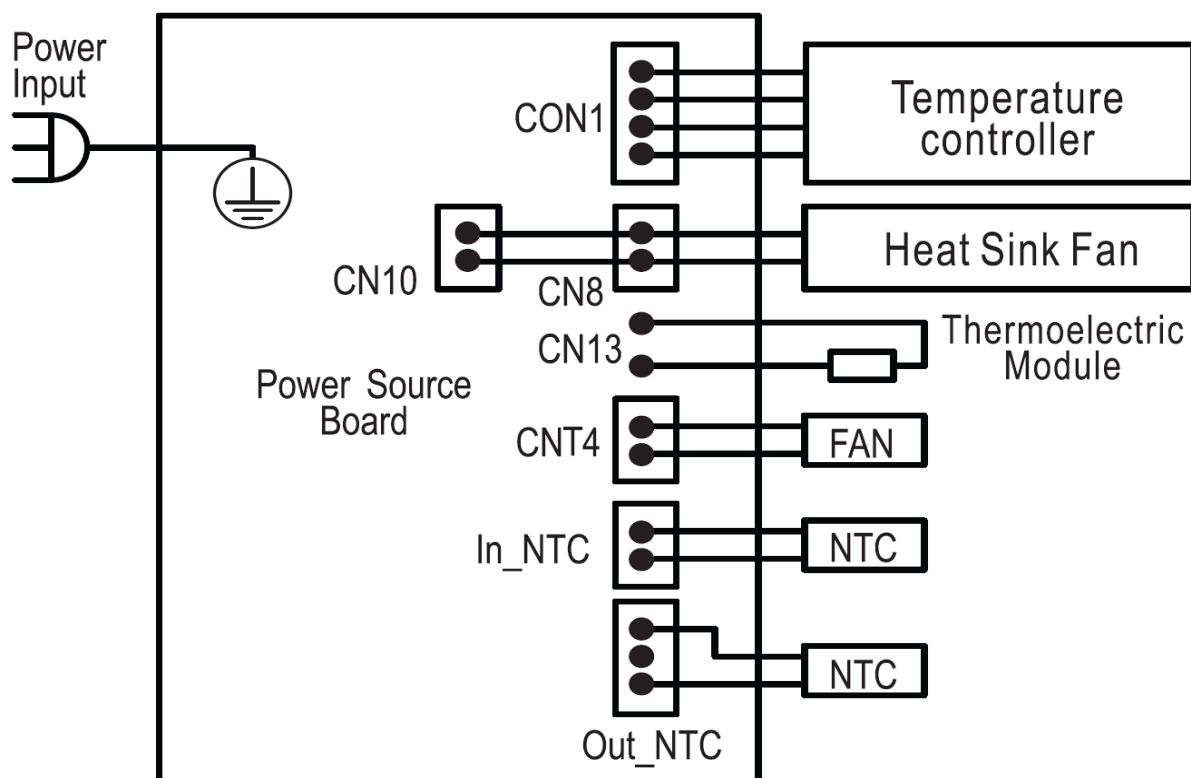 Power
Input
CON1
Temperature
controller
CN10
CN8
Heat Sink Fan
CN13
Thermoelectric
Module
Power Source
Board
CNT4
FAN
In_NTC
NTC
NTC
Out_NTC